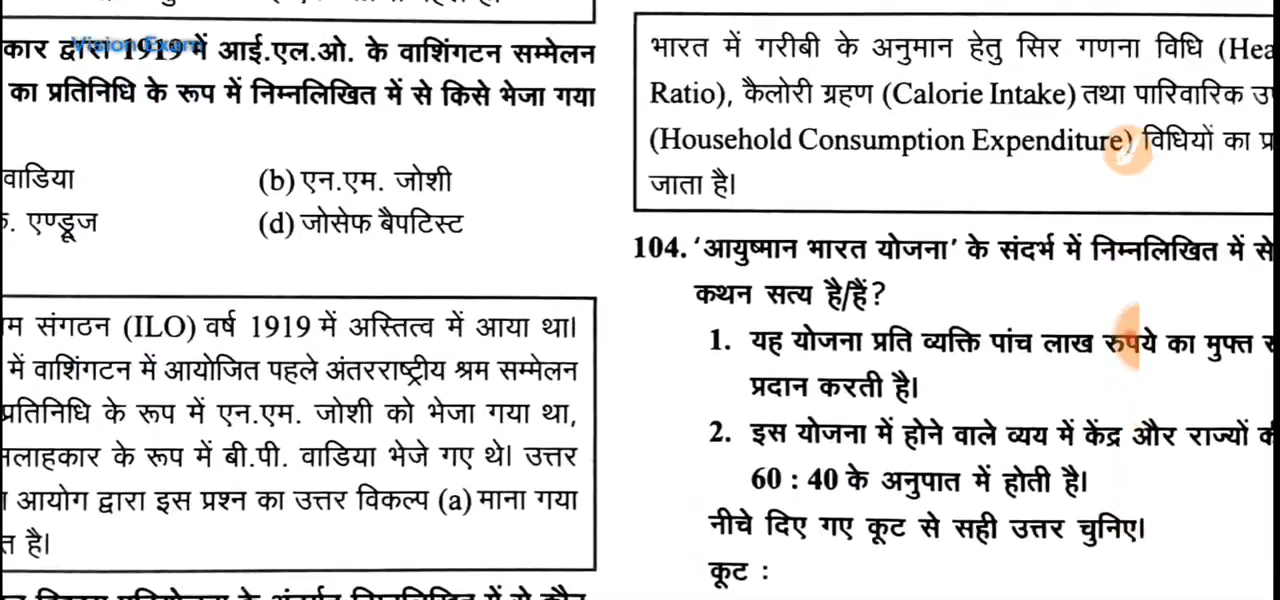 Vision Exam
कार द्वारा 1919 में आई.एल.ओ. के वाशिंगटन सम्मेलन
का प्रतिनिधि के रूप में निम्नलिखित में से किसे भेजा गया
वाडिया
(b) एन.एम. जोशी
एण्ड्रूज
(d) जोसेफ बैपटिस्ट
संगठन (ILO) वर्ष 1919 में अस्तित्व में आया था।
में वाशिंगटन में आयोजित पहले अंतरराष्ट्रीय श्रम सम्मेलन
प्रतिनिधि के रूप में एन.एम. जोशी को भेजा गया था,
सलाहकार के रूप में बी.पी. वाडिया भेजे गए थे। उत्तर
आयोग द्वारा इस प्रश्न का उत्तर विकल्प (a) माना गया
है।
भारत में गरीबी के अनुमान हेतु सिर गणना विधि (Hea
Ratio), कैलोरी ग्रहण (Calorie Intake) तथा पारिवारिक
(Household Consumption Expenditure) विधियों का
जाता है।
104. ‘आयुष्मान भारत योजना’ के संदर्भ में निम्नलिखित में से
कथन सत्य है/हैं?
1. यह योजना प्रति व्यक्ति पांच लाख रुपये का मुफ्त
प्रदान करती है।
2. इस योजना में होने वाले व्यय में केंद्र और राज्यों
60 : 40 के अनुपात में होती है।
नीचे दिए गए कूट से सही उत्तर चुनिए।
कूट :